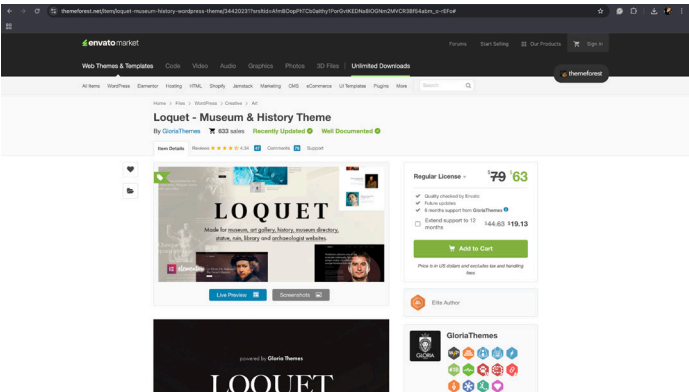 themeforest.net/item/loquet-museum-history-wordpress-theme/34420231?srsltid=
envato market
Forums Start Selling Our Products Sign In
Web Themes & Templates Code Video Audio Graphics Photos 3D Files Unlimited Downloads
themeforest
All Items WordPress Elementor Hosting HTML Shopify Jamstack Marketing CMS eCommerce UI Templates Plugins More Search
Home > Files > WordPress > Creative > Art
Loquet - Museum & History Theme
By GloriaThemes 633 sales Recently Updated Well Documented
Item Details Reviews 4.34 Comments Support
LOQUET
Made for museum, art gallery, history, museum directory,
statue, ruin, library and archaeologist websites.
elementor
Live Preview Screenshots
powered by Gloria Themes
LOQUET
Regular License $79 $63
Quality checked by Envato
Future updates
6 months support from GloriaThemes
Extend support to 12 months $44.63 $19.13
Add to Cart
Price is in US dollars and excludes tax and handling
fees
Elite Author
GLORIA
GloriaThemes